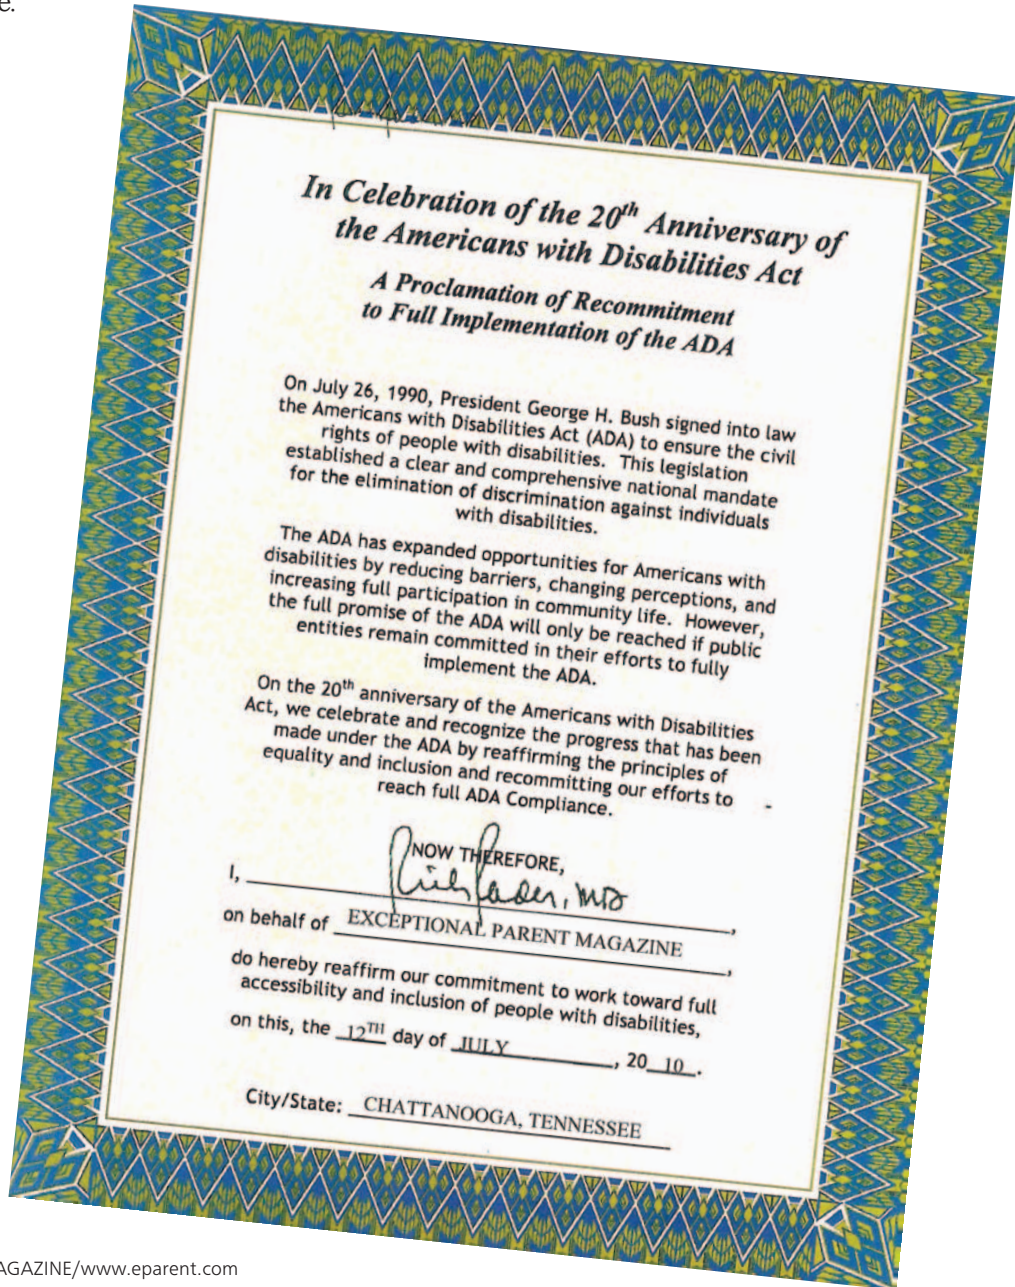 e.
In Celebration of the 20th Anniversary of
the Americans with Disabilities Act
A Proclamation of Recommitment
to Full Implementation of the ADA
On July 26, 1990, President George H. Bush signed into law
the Americans with Disabilities Act (ADA) to ensure the civil
rights of people with disabilities. This legislation
established a clear and comprehensive national mandate
for the elimination of discrimination against individuals
with disabilities.
The ADA has expanded opportunities for Americans with
disabilities by reducing barriers, changing perceptions, and
increasing full participation in community life. However,
the full promise of the ADA will only be reached if public
entities remain committed in their efforts to fully
implement the ADA.
On the 20th anniversary of the Americans with Disabilities
Act, we celebrate and recognize the progress that has been
made under the ADA by reaffirming the principles of
equality and inclusion and recommitting our efforts to
reach full ADA Compliance.
NOW THEREFORE,
I, Rick Rader, MD,
on behalf of EXCEPTIONAL PARENT MAGAZINE,
do hereby reaffirm our commitment to work toward full
accessibility and inclusion of people with disabilities,
on this, the 12TH day of JULY, 2010.
City/State: CHATTANOOGA, TENNESSEE
AGAZINE/www.eparent.com